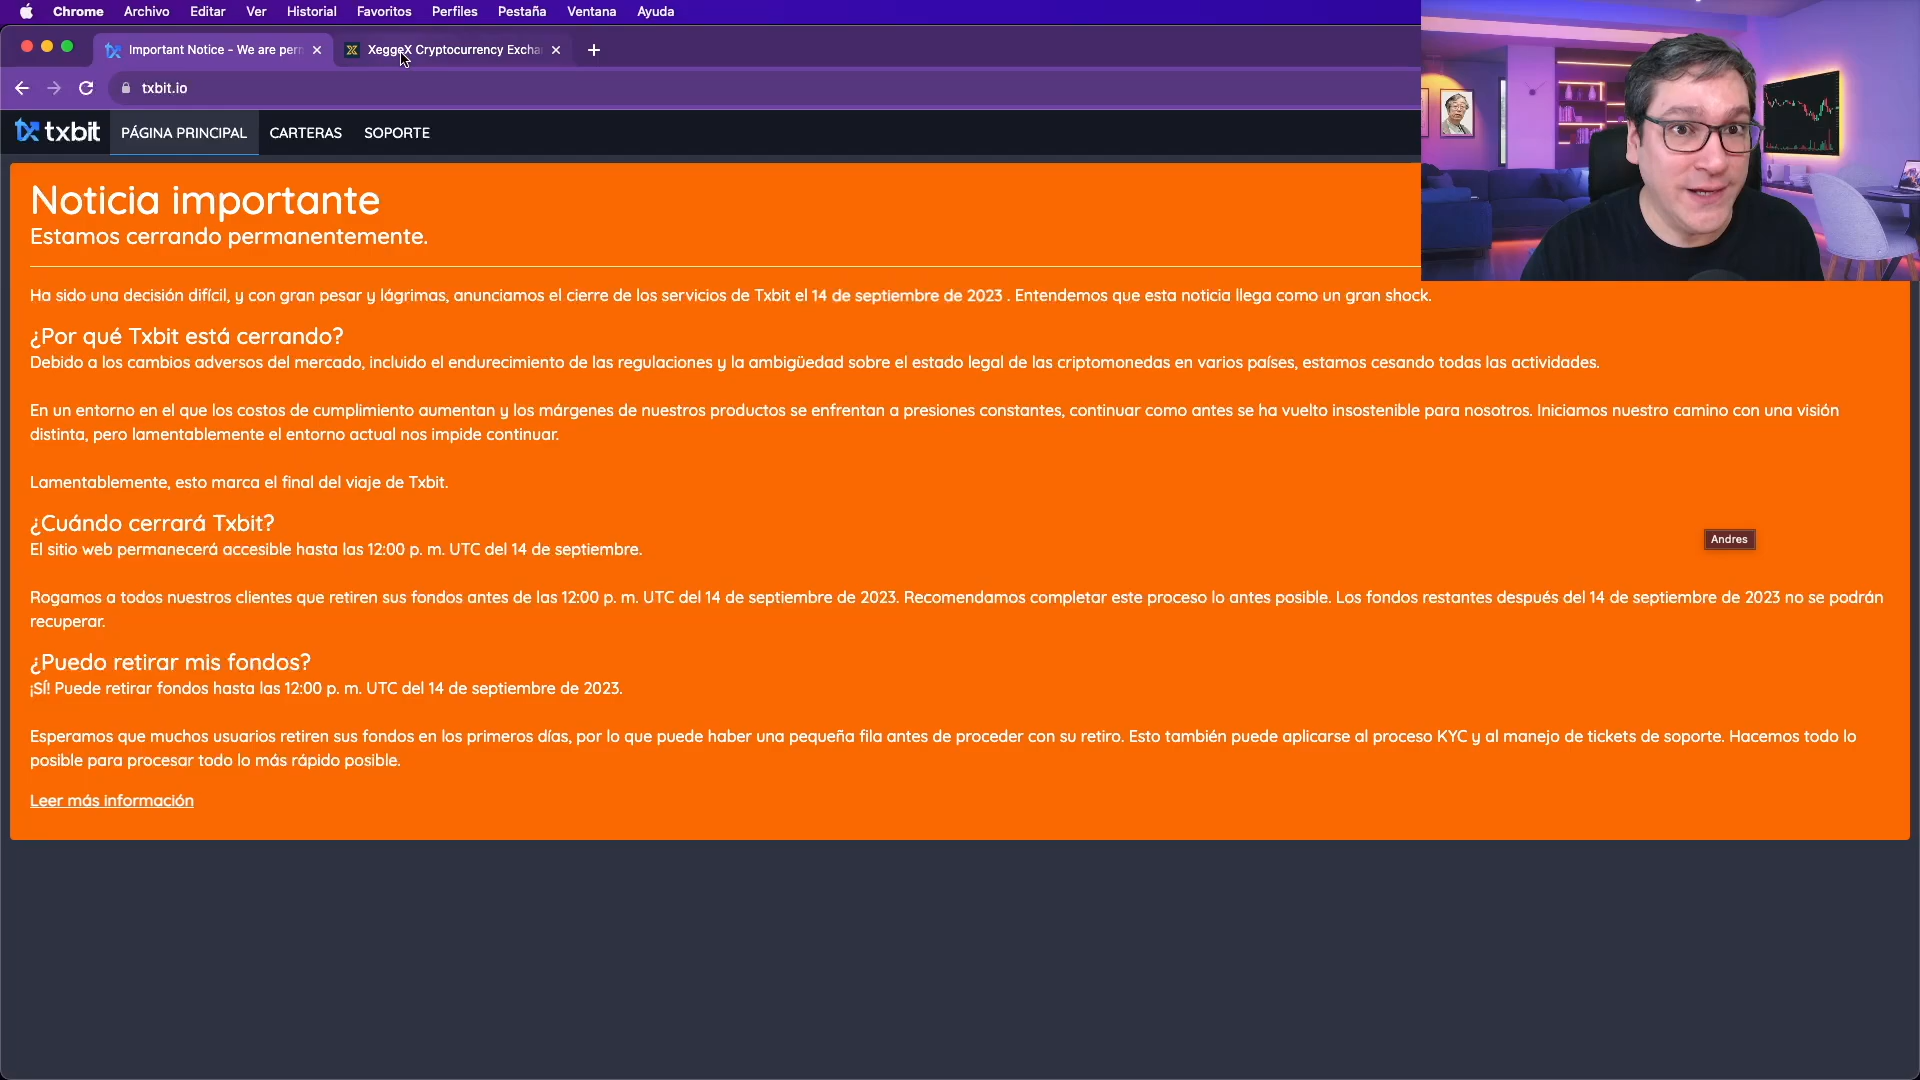 Chrome Archivo Editar Ver Historial Favoritos Perfiles Pestaña Ventana Ayuda
Important Notice - We are per
XeggeX Cryptocurrency Excha
txbit.io
txbit PÁGINA PRINCIPAL CARTERAS SOPORTE
Noticia importante
Estamos cerrando permanentemente.
Ha sido una decisión difícil, y con gran pesar y lágrimas, anunciamos el cierre de los servicios de Txbit el 14 de septiembre de 2023 . Entendemos que esta noticia llega como un gran shock.
¿Por qué Txbit está cerrando?
Debido a los cambios adversos del mercado, incluido el endurecimiento de las regulaciones y la ambigüedad sobre el estado legal de las criptomonedas en varios países, estamos cesando todas las actividades.
En un entorno en el que los costos de cumplimiento aumentan y los márgenes de nuestros productos se enfrentan a presiones constantes, continuar como antes se ha vuelto insostenible para nosotros. Iniciamos nuestro camino con una visión
distinta, pero lamentablemente el entorno actual nos impide continuar.
Lamentablemente, esto marca el final del viaje de Txbit.
¿Cuándo cerrará Txbit?
El sitio web permanecerá accesible hasta las 12:00 p. m. UTC del 14 de septiembre.
Andres
Rogamos a todos nuestros clientes que retiren sus fondos antes de las 12:00 p. m. UTC del 14 de septiembre de 2023. Recomendamos completar este proceso lo antes posible. Los fondos restantes después del 14 de septiembre de 2023 no se podrán
recuperar.
¿Puedo retirar mis fondos?
¡SÍ! Puede retirar fondos hasta las 12:00 p. m. UTC del 14 de septiembre de 2023.
Esperamos que muchos usuarios retiren sus fondos en los primeros días, por lo que puede haber una pequeña fila antes de proceder con su retiro. Esto también puede aplicarse al proceso KYC y al manejo de tickets de soporte. Hacemos todo lo
posible para procesar todo lo más rápido posible.
Leer más información